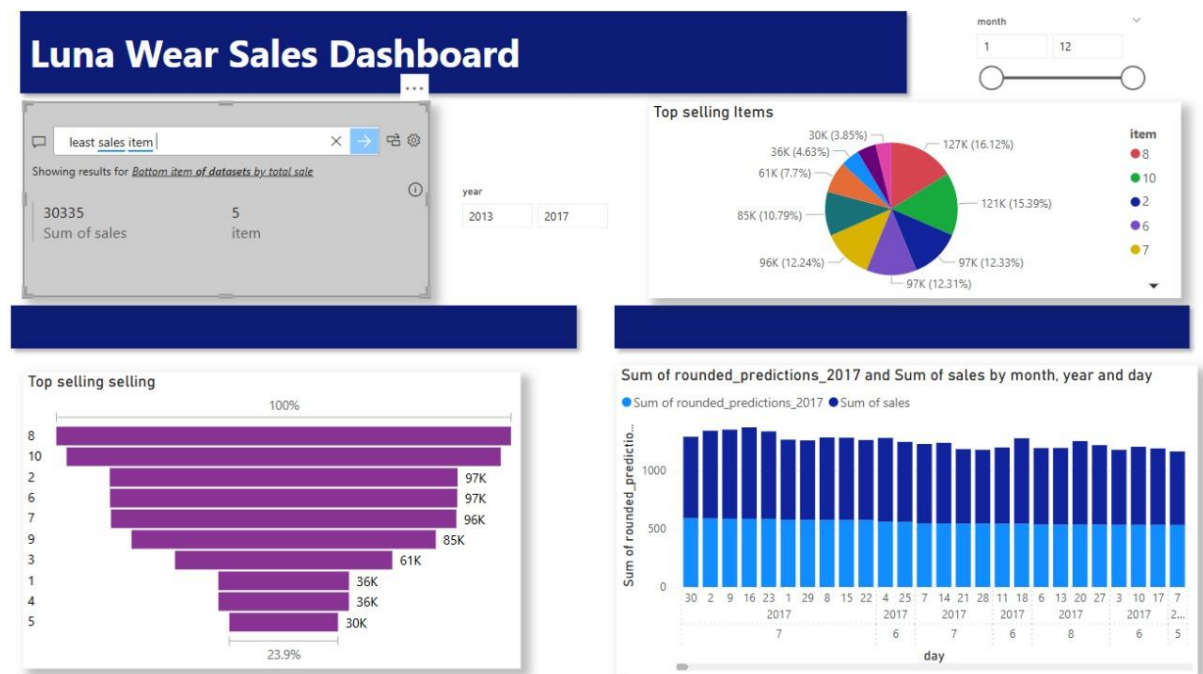 Luna Wear Sales Dashboard
month
1 12
least sales item
Showing results for Bottom item of datasets by total sale
30335 5
Sum of sales item
year
2013 2017
Top selling Items
30K (3.85%)
36K (4.63%)
61K (7.7%)
85K (10.79%)
96K (12.24%)
97K (12.31%)
97K (12.33%)
121K (15.39%)
127K (16.12%)
item
8
10
2
6
7
Top selling selling
100%
8
10
2 97K
6 97K
7 96K
9 85K
3 61K
1 36K
4 36K
5 30K
23.9%
Sum of rounded_predictions_2017 and Sum of sales by month, year and day
Sum of rounded_predictions_2017 Sum of sales
Sum of rounded_predictio...
1000
500
0
30 2 9 16 23 1 29 8 15 22 4 25 7 14 21 28 11 18 6 13 20 27 3 10 17 7
2017 2017 2017 2017 2017 2017 2...
7 6 7 6 8 6 5
day